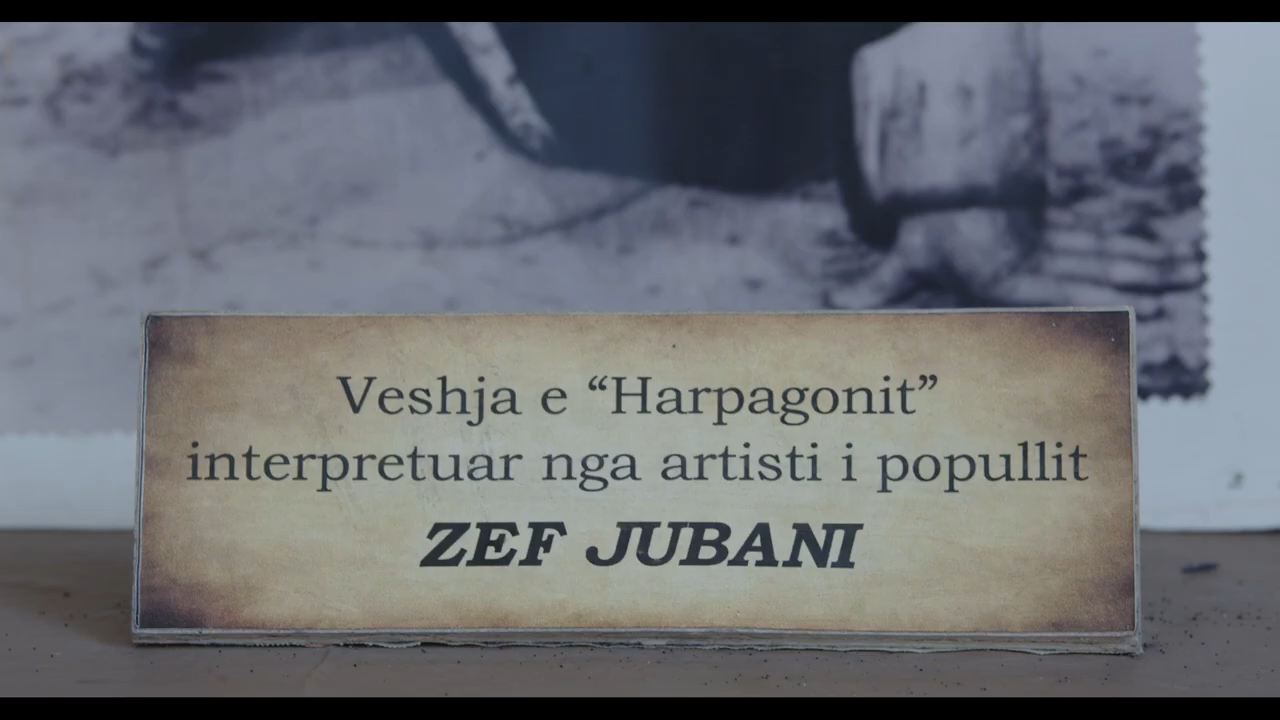 Veshja e “Harpagonit”
interpretuar nga artisti i popullit
ZEF JUBANI